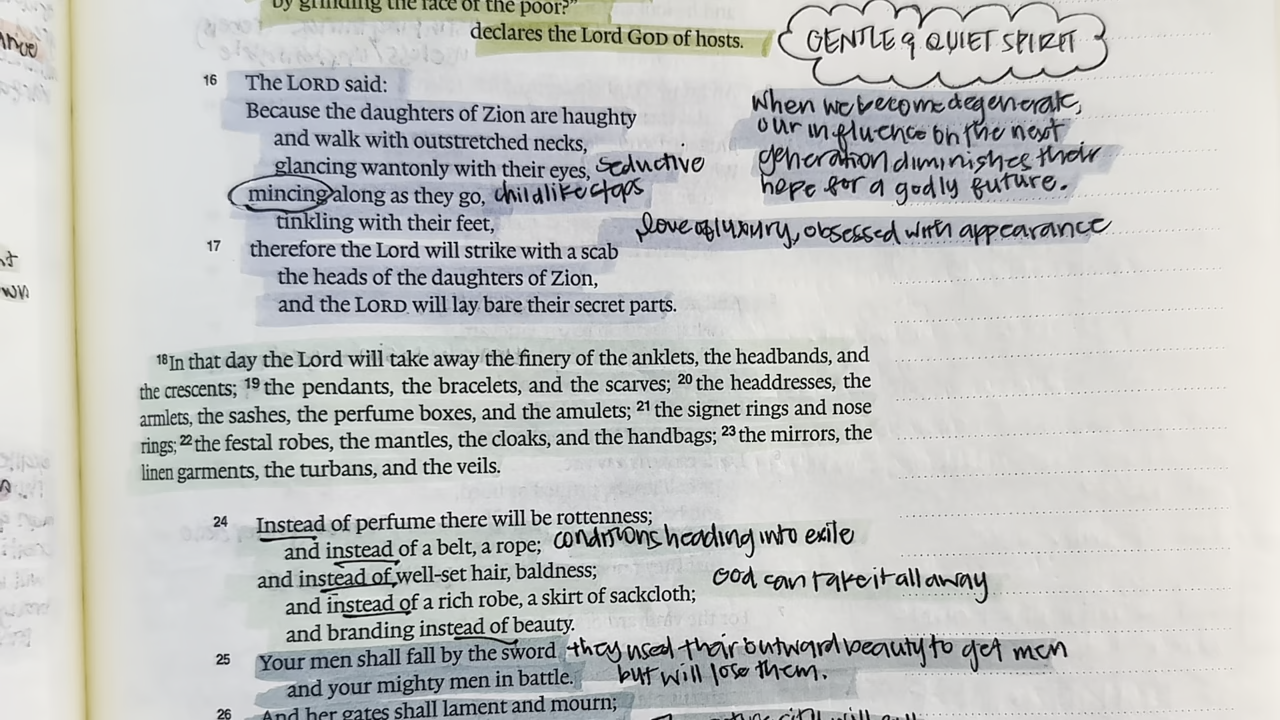 by grinding the face of the poor?"
declares the Lord GOD of hosts.
GENTLE & QUIET SPIRIT
16 The LORD said:
Because the daughters of Zion are haughty
and walk with outstretched necks,
glancing wantonly with their eyes, seductive
mincing along as they go, childlike steps
tinkling with their feet,
when we become degenerate,
our influence on the next
generation diminishes their
hope for a godly future.
love of luxury, obsessed with appearance
17 therefore the Lord will strike with a scab
the heads of the daughters of Zion,
and the LORD will lay bare their secret parts.
18 In that day the Lord will take away the finery of the anklets, the headbands, and
the crescents; 19 the pendants, the bracelets, and the scarves; 20 the headdresses, the
armlets, the sashes, the perfume boxes, and the amulets; 21 the signet rings and nose
rings; 22 the festal robes, the mantles, the cloaks, and the handbags; 23 the mirrors, the
linen garments, the turbans, and the veils.
24 Instead of perfume there will be rottenness;
and instead of a belt, a rope; conditions heading into exile
and instead of well-set hair, baldness; God can take it all away
and instead of a rich robe, a skirt of sackcloth;
and branding instead of beauty.
25 Your men shall fall by the sword they used their outward beauty to get men
and your mighty men in battle. but will lose them.
26 And her gates shall lament and mourn;